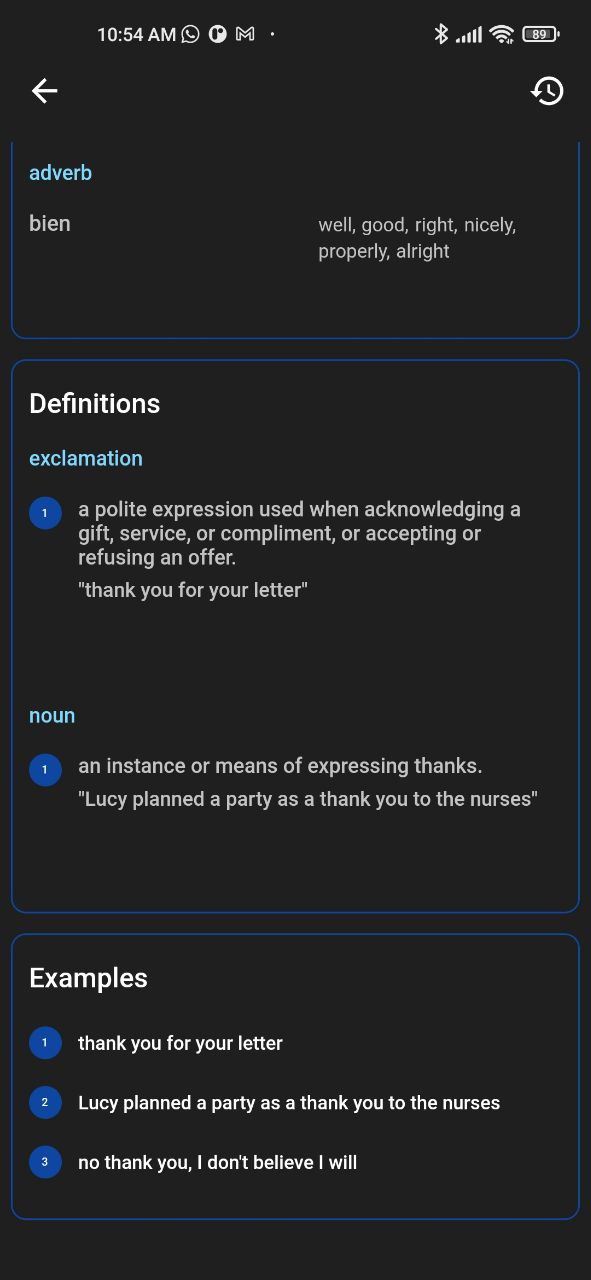 10:54 AM
89
adverb
bien
well, good, right, nicely,
properly, alright
Definitions
exclamation
1
a polite expression used when acknowledging a
gift, service, or compliment, or accepting or
refusing an offer.
"thank you for your letter"
noun
1
an instance or means of expressing thanks.
"Lucy planned a party as a thank you to the nurses"
Examples
1
thank you for your letter
2
Lucy planned a party as a thank you to the nurses
3
no thank you, I don't believe I will